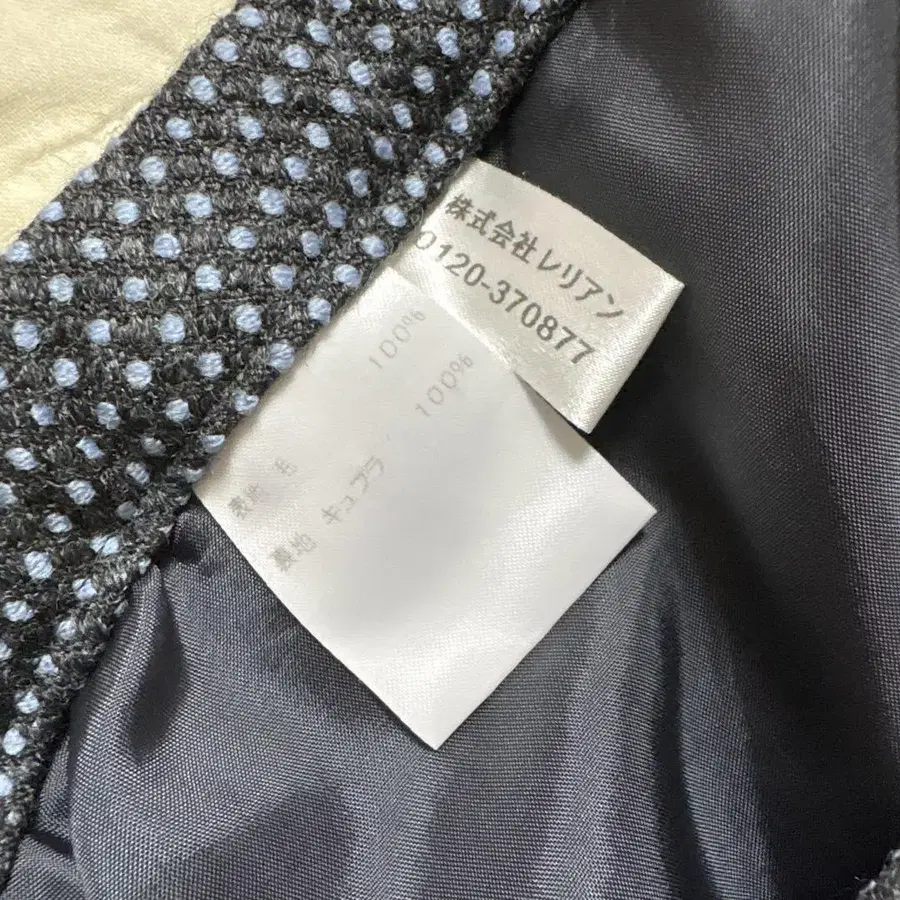 株式会社レリアン
0120-370877
表地 毛 100%
裏地 キュプラ 100%